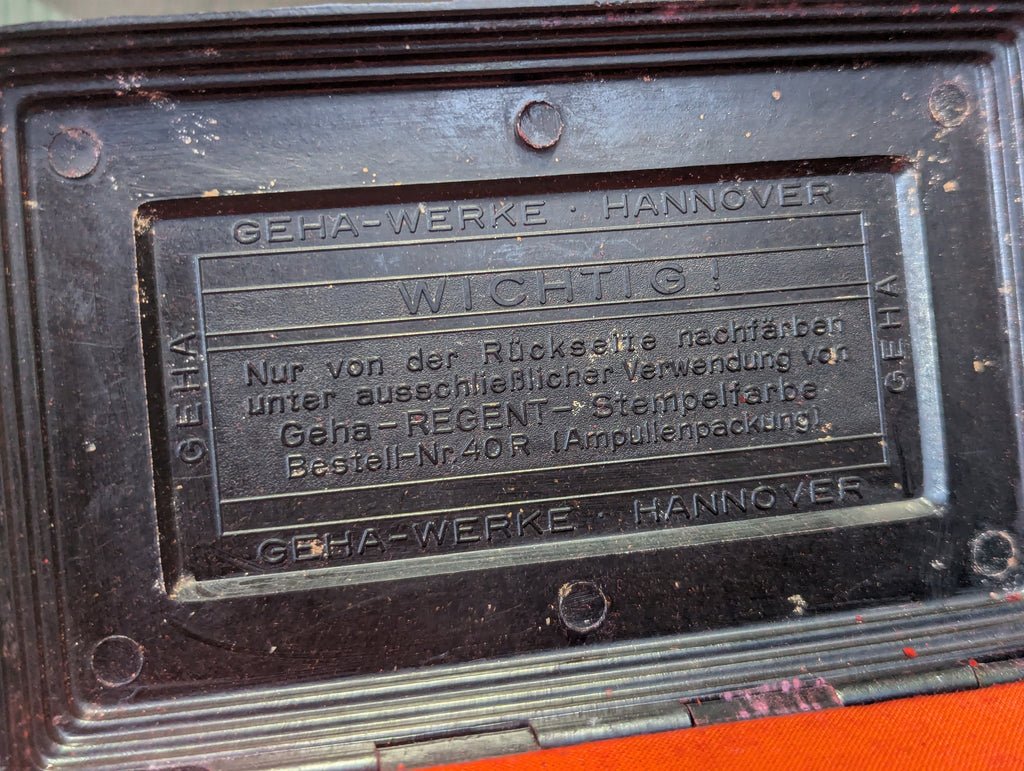 GEHA-WERKE · HANNOVER
WICHTIG!
Nur von der Rückseite nachfärben
unter ausschließlicher Verwendung von
Geha-REGENT-Stempelfarbe
Bestell-Nr. 40R (Ampullenpackung)
GEHA
GEHA
GEHA-WERKE · HANNOVER